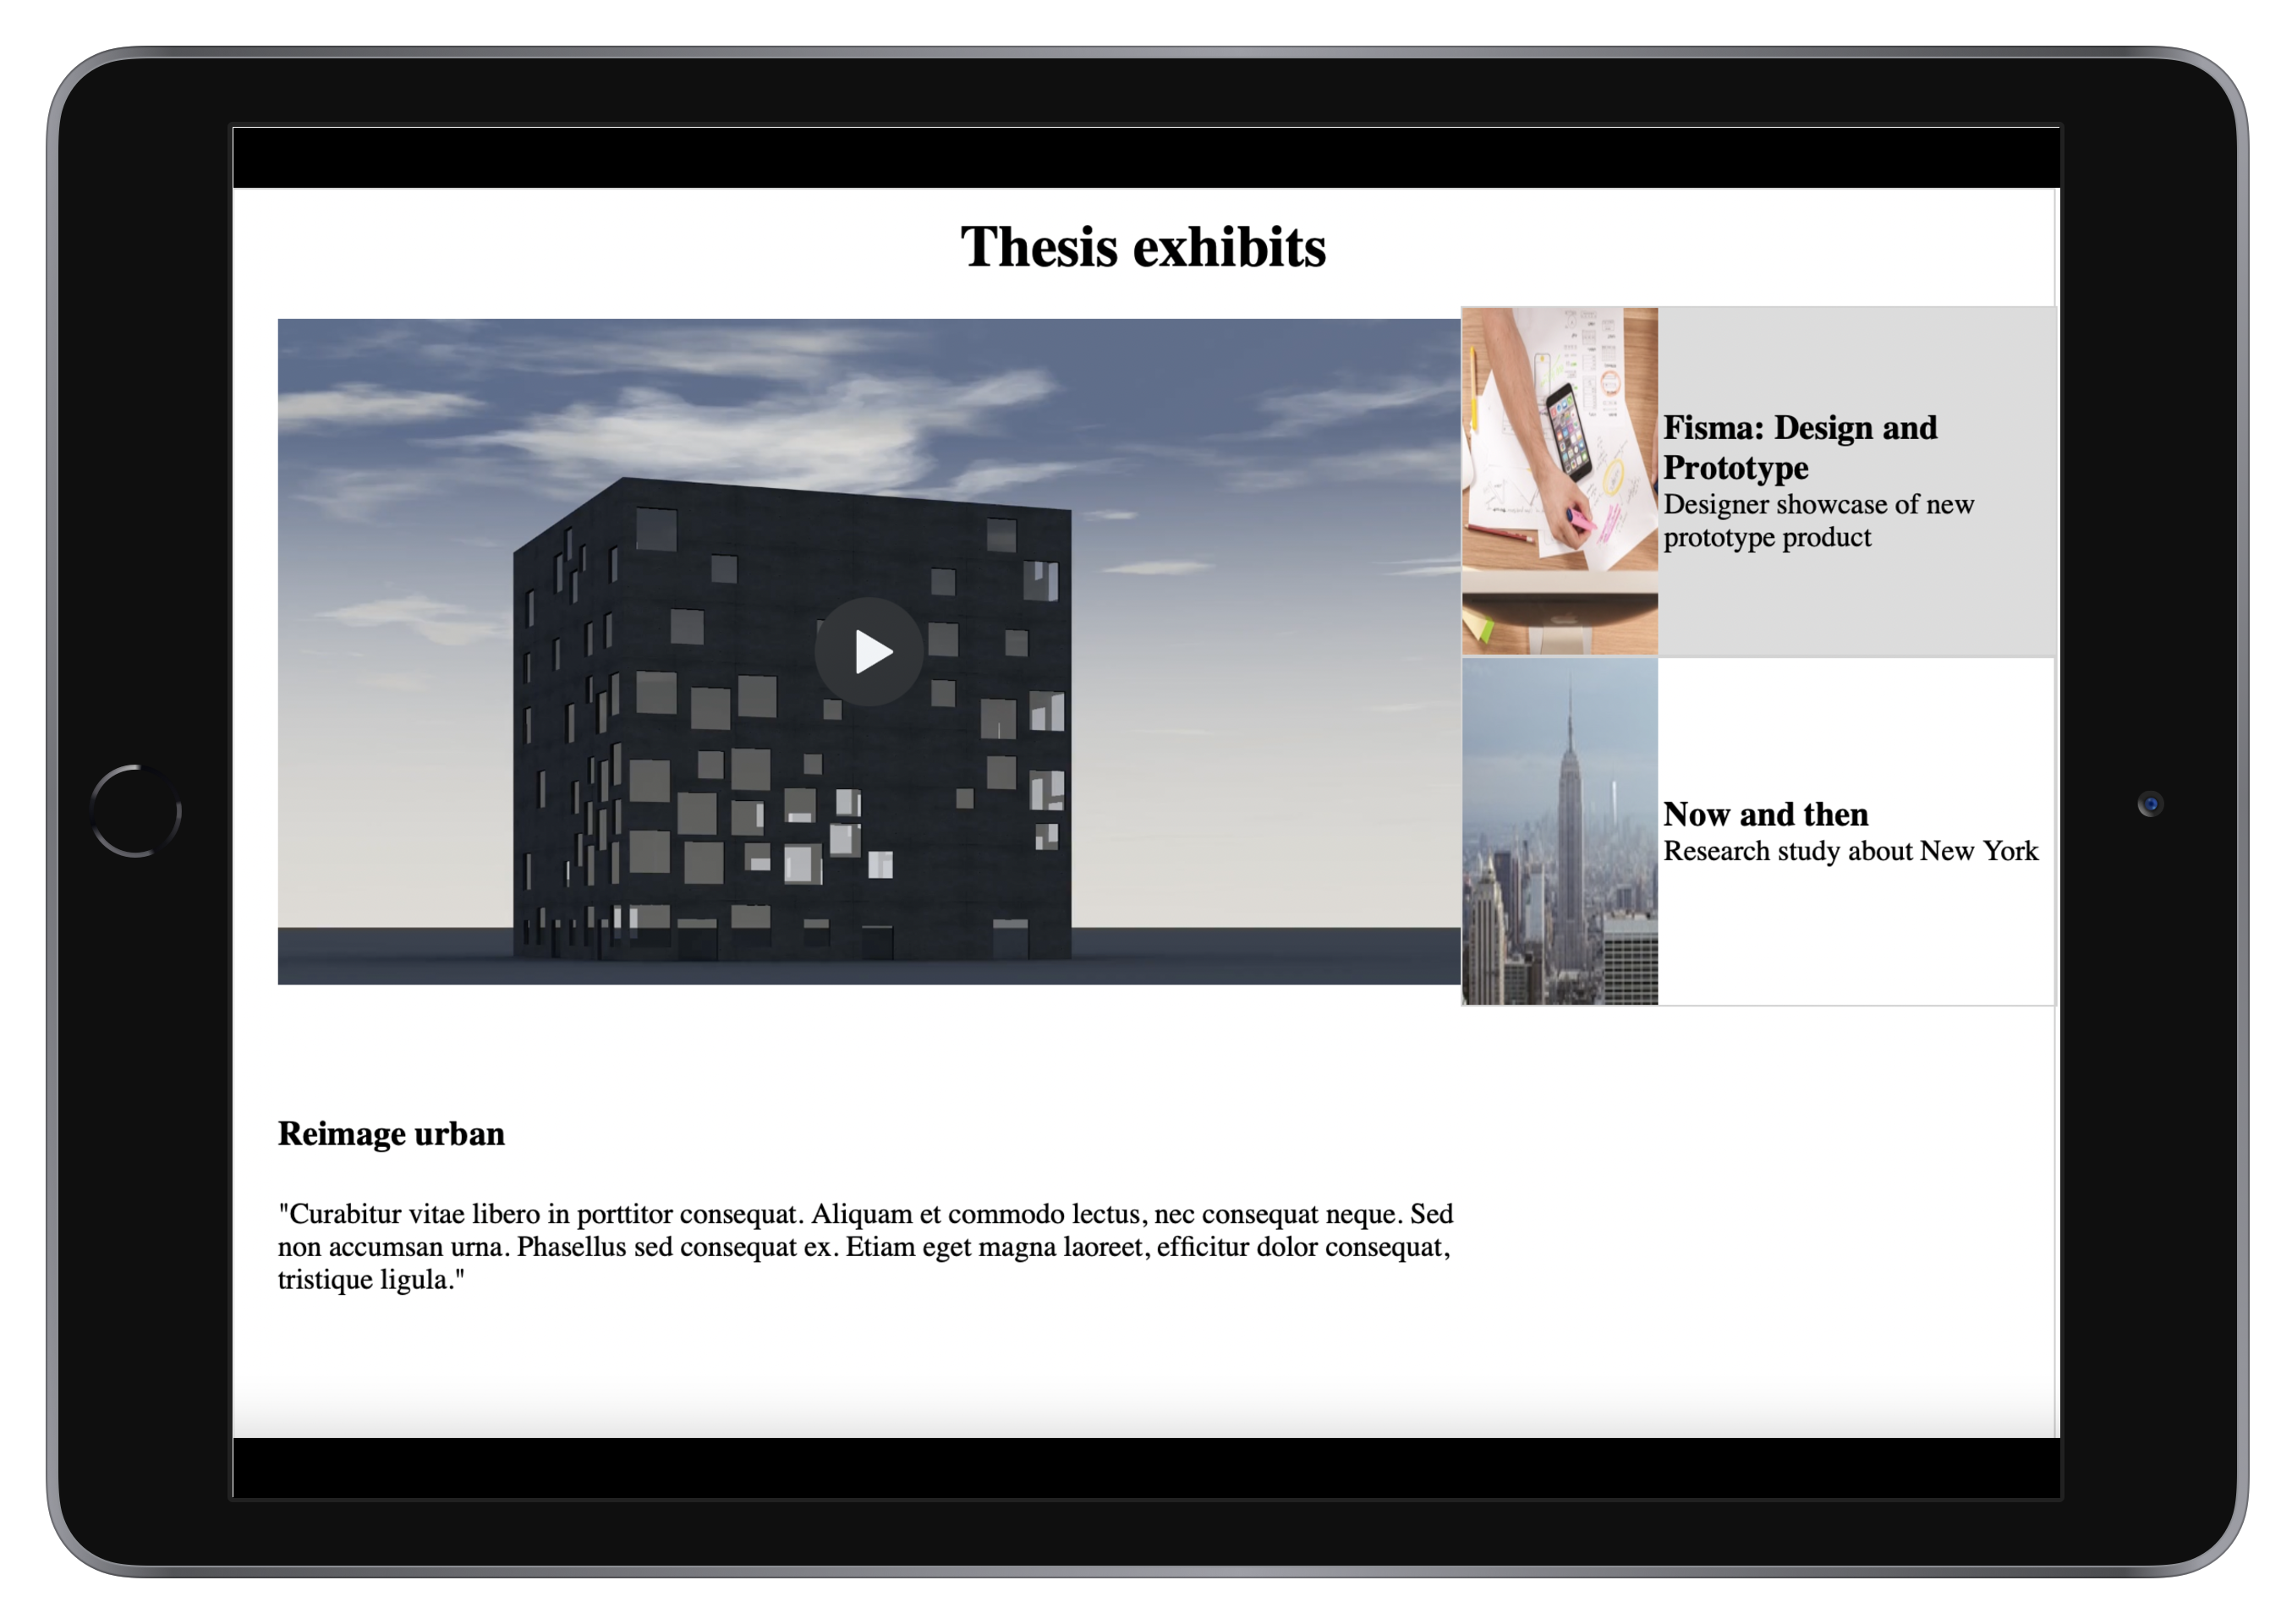 Thesis exhibits
Fisma: Design and
Prototype
Designer showcase of new
prototype product
Now and then
Research study about New York
Reimage urban
"Curabitur vitae libero in porttitor consequat. Aliquam et commodo lectus, nec consequat neque. Sed
non accumsan urna. Phasellus sed consequat ex. Etiam eget magna laoreet, efficitur dolor consequat,
tristique ligula."